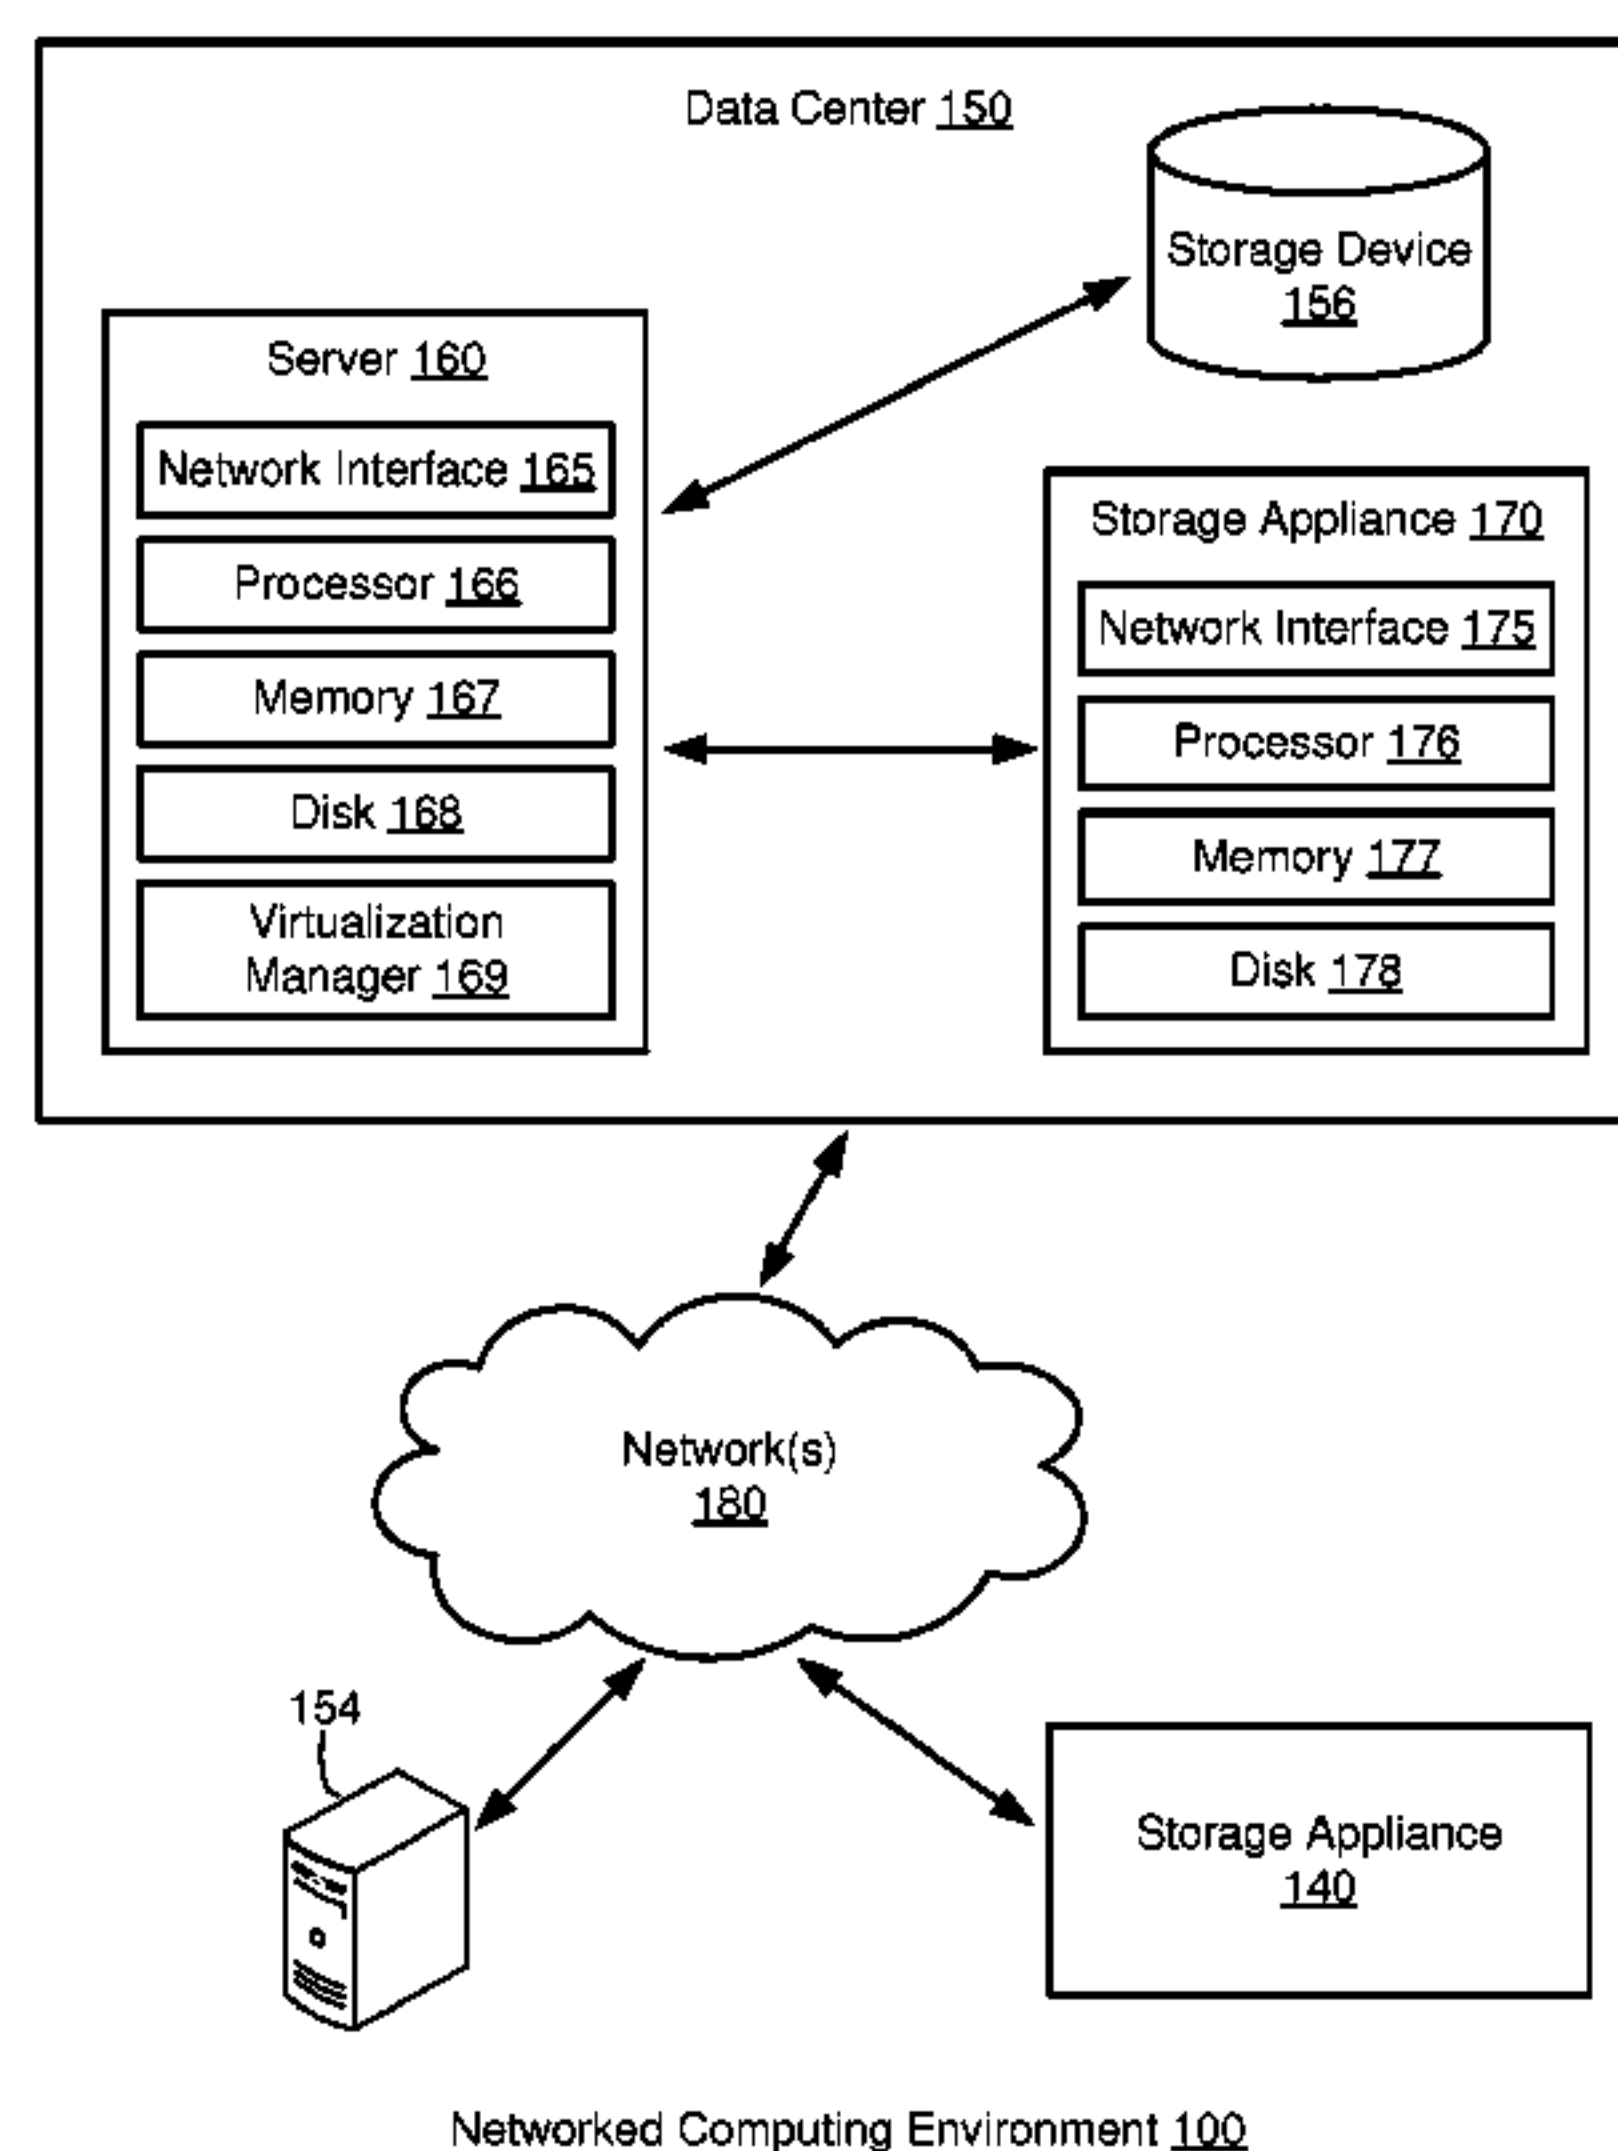 Data Center 150
Storage Device
156
Server 160
Network Interface 165
Processor 166
Memory 167
Disk 168
Virtualization
Manager 169
Storage Appliance 170
Network Interface 175
Processor 176
Memory 177
Disk 178
Network(s)
180
154
Storage Appliance
140
Networked Computing Environment 100